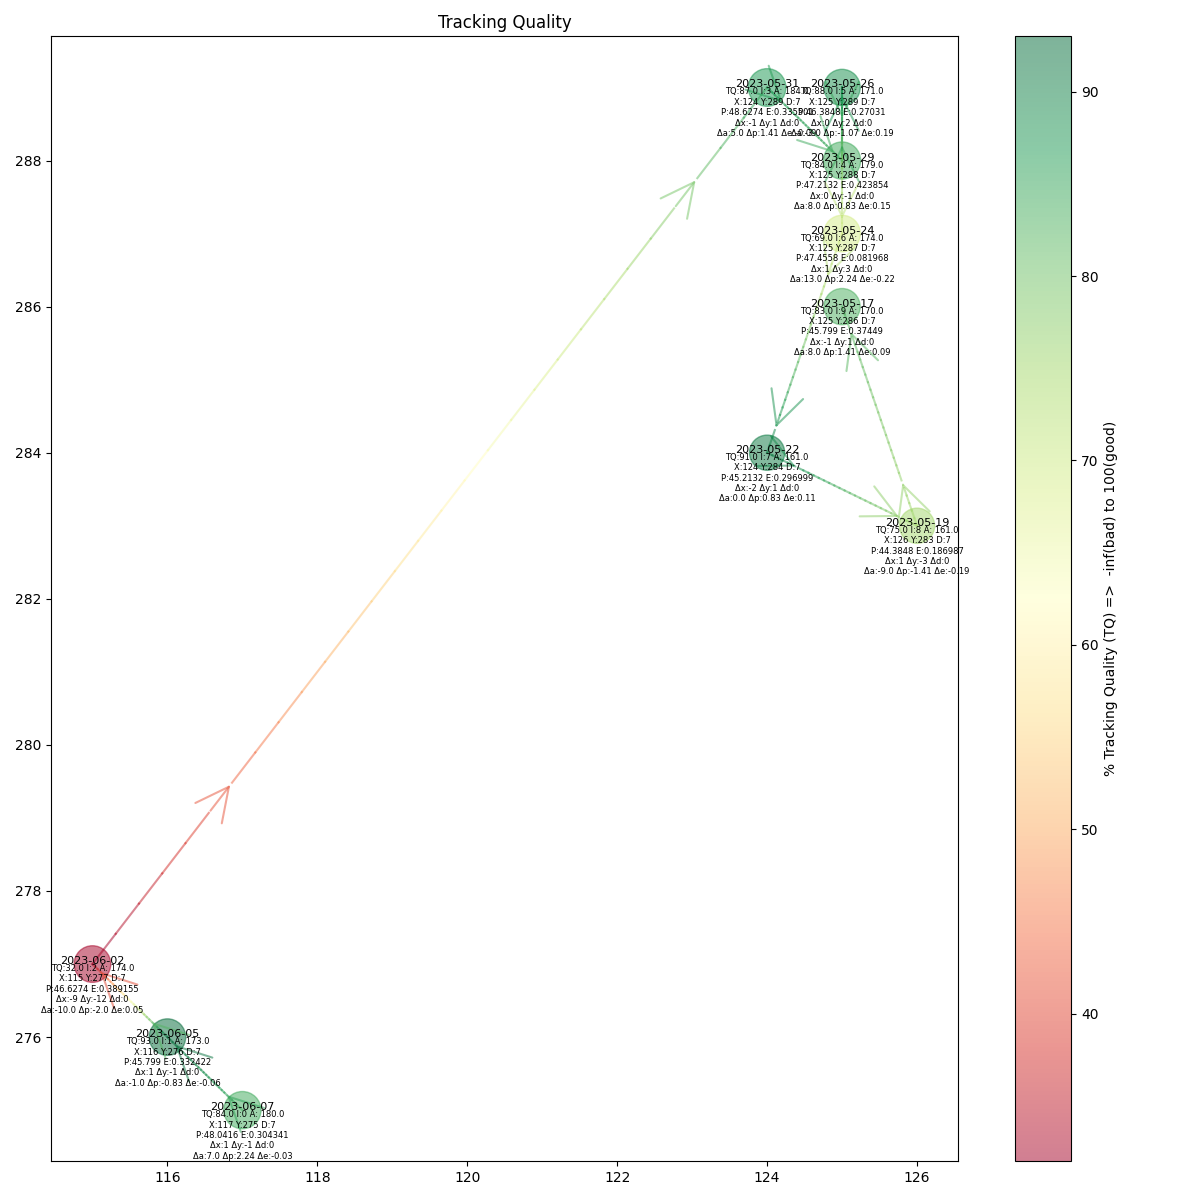 Tracking Quality
2023-05-31
TQ:87.0 I:3 A: 184.0
X:124 Y:289 D:7
P:48.6274 E:
Δx:-1 Δy:1 Δd:0
Δa:5.0 Δp:1.41
2023-05-26
TQ:88.0 I:5 A: 171.0
X:125 Y:289 D:7
P:46.3848 E:0.27031
Δx:0 Δy:2 Δd:0
Δp:-1.07 Δe:0.19
2023-05-29
TQ:84.0 I:4 A: 179.0
X:125 Y:288 D:7
P:47.2132 E:0.423854
Δx:0 Δy:-1 Δd:0
Δa:8.0 Δp:0.83 Δe:0.15
2023-05-24
TQ:69.0 I:6 A: 174.0
X:125 Y:287 D:7
P:47.4558 E:0.081968
Δx:1 Δy:3 Δd:0
Δa:13.0 Δp:2.24 Δe:-0.22
2023-05-17
TQ:83.0 I:9 A: 170.0
X:125 Y:286 D:7
P:45.799 E:0.37449
Δx:-1 Δy:1 Δd:0
Δa:8.0 Δp:1.41 Δe:0.09
2023-05-22
TQ:91.0 I:7 A: 161.0
X:124 Y:284 D:7
P:45.2132 E:0.296999
Δx:-2 Δy:1 Δd:0
Δa:0.0 Δp:0.83 Δe:0.11
2023-05-19
TQ:75.0 I:8 A: 161.0
X:126 Y:283 D:7
P:44.3848 E:0.186987
Δx:1 Δy:-3 Δd:0
Δa:-9.0 Δp:-1.41 Δe:-0.19
2023-06-02
TQ:32.0 I:2 A: 174.0
X:115 Y:277 D:7
P:46.6274 E:0.389155
Δx:-9 Δy:-12 Δd:0
Δa:-10.0 Δp:-2.0 Δe:0.05
2023-06-05
TQ:93.0 I:1 A: 173.0
X:116 Y:276 D:7
P:45.799 E:0.332422
Δx:1 Δy:-1 Δd:0
Δa:-1.0 Δp:-0.83 Δe:-0.06
2023-06-07
TQ:84.0 I:0 A: 180.0
X:117 Y:275 D:7
P:48.0416 E:0.304341
Δx:1 Δy:-1 Δd:0
Δa:7.0 Δp:2.24 Δe:-0.03
288
286
284
282
280
278
276
116
118
120
122
124
126
90
80
70
60
50
40
% Tracking Quality (TQ) => -inf(bad) to 100(good)